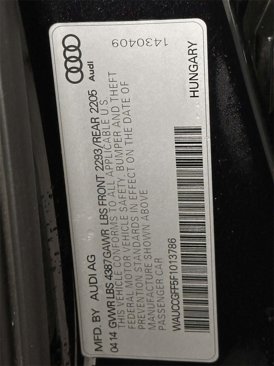 MFD. BY AUDI AG
04 14 GVWR LBS 4387 GAWR LBS FRONT 2293/REAR 2205
THIS VEHICLE CONFORMS TO ALL APPLICABLE U.S.
FEDERAL MOTOR VEHICLE SAFETY, BUMPER AND THEFT
PREVENTION STANDARDS IN EFFECT ON THE DATE OF
MANUFACTURE SHOWN ABOVE
PASSENGER CAR
WAUCCGFF5F1013786
Audi
1430409
HUNGARY